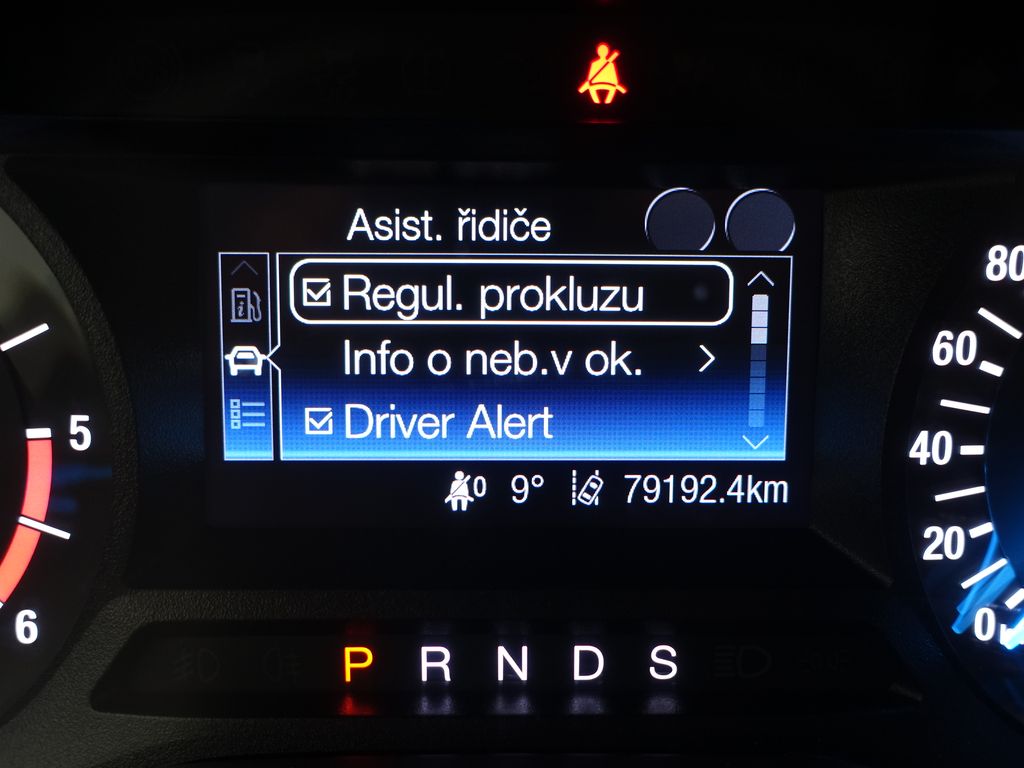 Asist. řidiče
Regul. prokluzu
Info o neb.v ok.
Driver Alert
0 9° 79192.4km
5
6
80
60
40
20
0
P R N D S